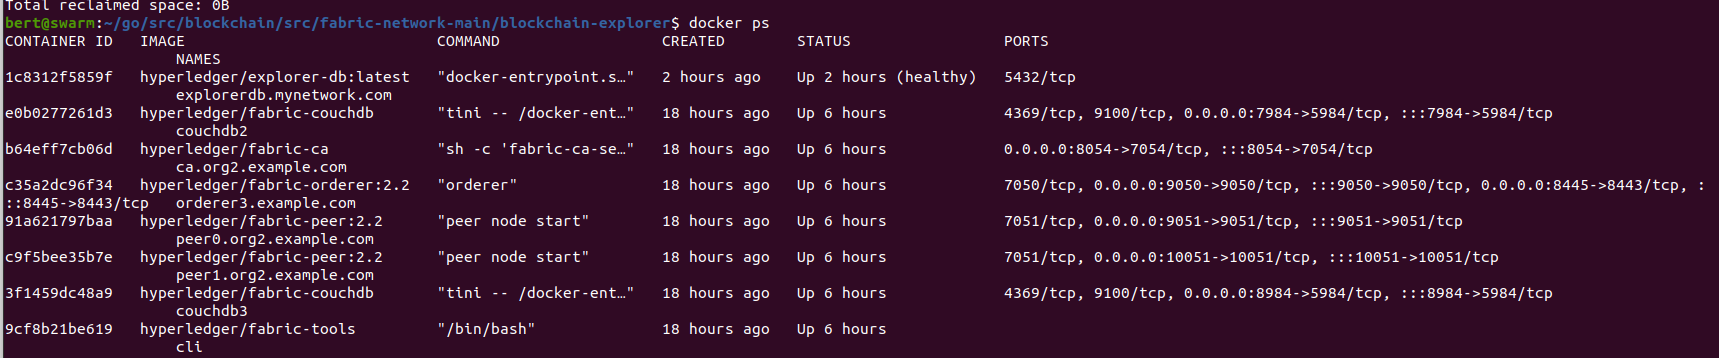 Total reclaimed space: 0B
bert@swarm:~/go/src/blockchain/src/fabric-network-main/blockchain-explorer$ docker ps
CONTAINER ID   IMAGE                            COMMAND                  CREATED         STATUS                 PORTS
                   NAMES
1c8312f5859f   hyperledger/explorer-db:latest   "docker-entrypoint.s…"   2 hours ago     Up 2 hours (healthy)   5432/tcp
                   explorerdb.mynetwork.com
e0b0277261d3   hyperledger/fabric-couchdb       "tini -- /docker-ent…"   18 hours ago    Up 6 hours             4369/tcp, 9100/tcp, 0.0.0.0:7984->5984/tcp, :::7984->5984/tcp
                   couchdb2
b64eff7cb06d   hyperledger/fabric-ca            "sh -c 'fabric-ca-se…"   18 hours ago    Up 6 hours             0.0.0.0:8054->7054/tcp, :::8054->7054/tcp
                   ca.org2.example.com
c35a2dc96f34   hyperledger/fabric-orderer:2.2   "orderer"                18 hours ago    Up 6 hours             7050/tcp, 0.0.0.0:9050->9050/tcp, :::9050->9050/tcp, 0.0.0.0:8445->8443/tcp, :
::8445->8443/tcp   orderer3.example.com
91a621797baa   hyperledger/fabric-peer:2.2      "peer node start"        18 hours ago    Up 6 hours             7051/tcp, 0.0.0.0:9051->9051/tcp, :::9051->9051/tcp
                   peer0.org2.example.com
c9f5bee35b7e   hyperledger/fabric-peer:2.2      "peer node start"        18 hours ago    Up 6 hours             7051/tcp, 0.0.0.0:10051->10051/tcp, :::10051->10051/tcp
                   peer1.org2.example.com
3f1459dc48a9   hyperledger/fabric-couchdb       "tini -- /docker-ent…"   18 hours ago    Up 6 hours             4369/tcp, 9100/tcp, 0.0.0.0:8984->5984/tcp, :::8984->5984/tcp
                   couchdb3
9cf8b21be619   hyperledger/fabric-tools         "/bin/bash"              18 hours ago    Up 6 hours
                   cli